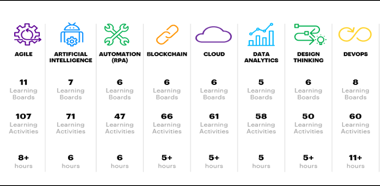 AGILE
ARTIFICIAL
INTELLIGENCE
AUTOMATION
(RPA)
BLOCKCHAIN
CLOUD
DATA
ANALYTICS
DESIGN
THINKING
DEVOPS
11 7 6 6 6 5 6 8
Learning Learning Learning Learning Learning Learning Learning Learning
Boards Boards Boards Boards Boards Boards Boards Boards
107 71 47 66 61 58 50 60
Learning Learning Learning Learning Learning Learning Learning Learning
Activities Activities Activities Activities Activities Activities Activities Activities
8+ 6 6 5+ 5+ 5 5+ 11+
hours hours hours hours hours hours hours hours